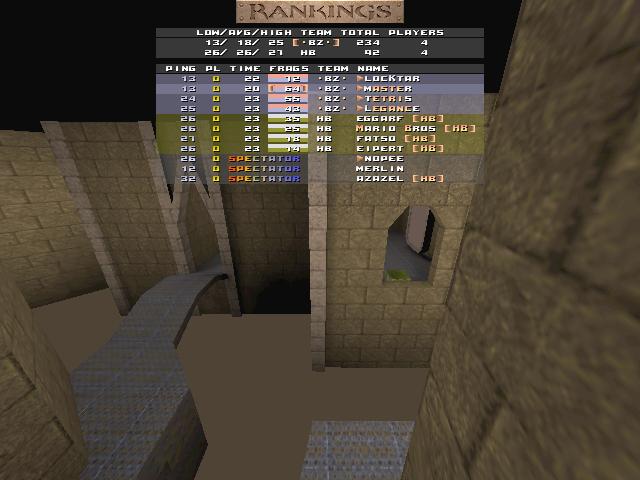 RANKINGS
LOW/AVG/HIGH TEAM TOTAL PLAYERS
13/ 18/ 25 [·BZ·] 234 4
26/ 26/ 27 HB 92 4
PING PL TIME FRAGS TEAM NAME
13 0 22 72 ·BZ· LOCKTAR
13 0 20 [ 64] ·BZ· MASTER
24 0 23 55 ·BZ· TETRIS
25 0 23 43 ·BZ· LEGANCE
26 0 23 35 HB EGGARF [HB]
26 0 23 25 HB MARIO BROS [HB]
27 0 23 18 HB FATSO [HB]
26 0 23 14 HB EIPERT [HB]
26 0 SPECTATOR NOPEE
12 0 SPECTATOR MERLIN
32 0 SPECTATOR AZAZEL [HB]